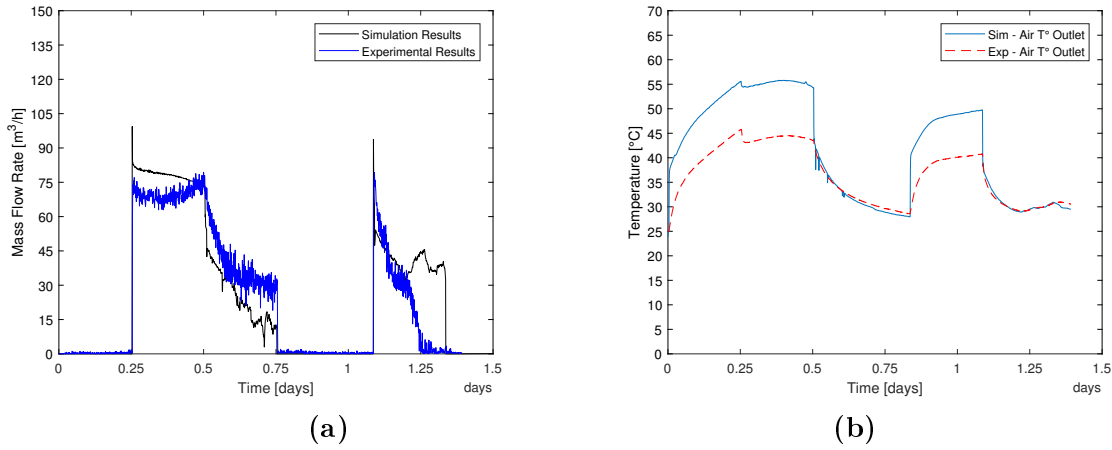 150
135
120
105
90
75
60
45
30
15
0
Mass Flow Rate [m³/h]
Simulation Results
Experimental Results
0 0.25 0.5 0.75 1 1.25 1.5
Time [days]
days
(a)
70
65
60
55
50
45
40
35
30
25
20
15
10
5
0
Temperature [°C]
Sim - Air T° Outlet
Exp - Air T° Outlet
0 0.25 0.5 0.75 1 1.25 1.5
Time [days]
days
(b)